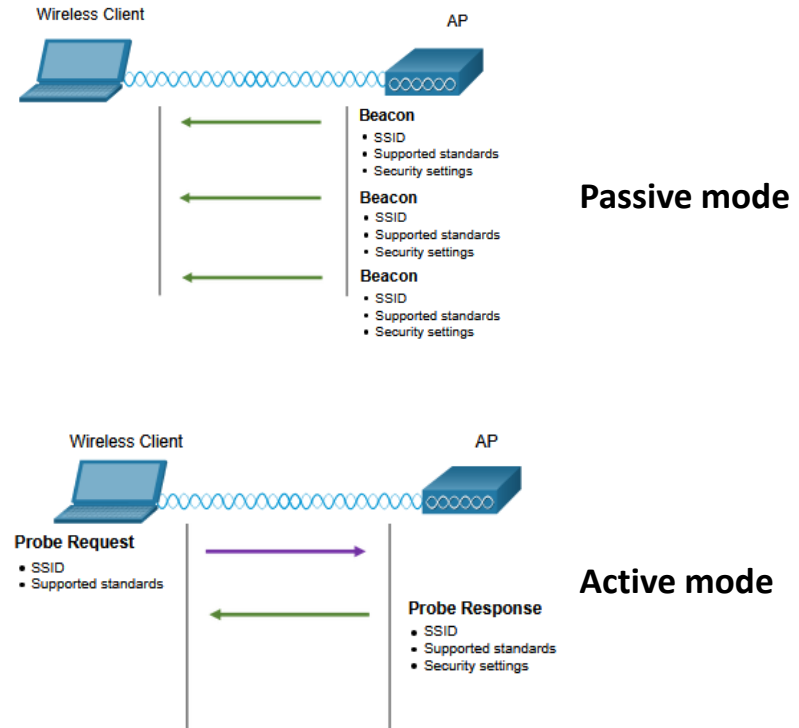 Wireless Client
AP
Beacon
• SSID
• Supported standards
• Security settings
Beacon
• SSID
• Supported standards
• Security settings
Beacon
• SSID
• Supported standards
• Security settings
Passive mode
Wireless Client
AP
Probe Request
• SSID
• Supported standards
Probe Response
• SSID
• Supported standards
• Security settings
Active mode